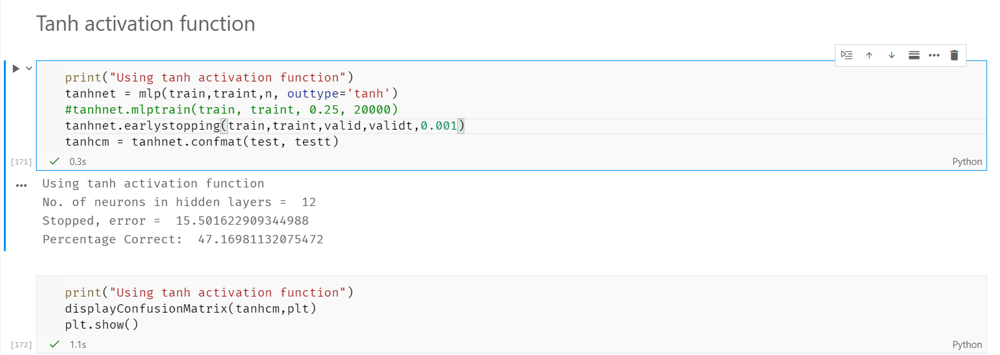 Tanh activation function
print("Using tanh activation function")
tanhnet = mlp(train,traint,n, outtype='tanh')
#tanhnet.mlptrain(train, traint, 0.25, 20000)
tanhnet.earlystopping(train,traint,valid,validt,0.001)
tanhcm = tanhnet.confmat(test, testt)
[171] 0.3s Python
Using tanh activation function
No. of neurons in hidden layers =  12
Stopped, error =  15.501622909344988
Percentage Correct:  47.16981132075472
print("Using tanh activation function")
displayConfusionMatrix(tanhcm,plt)
plt.show()
[172] 1.1s Python